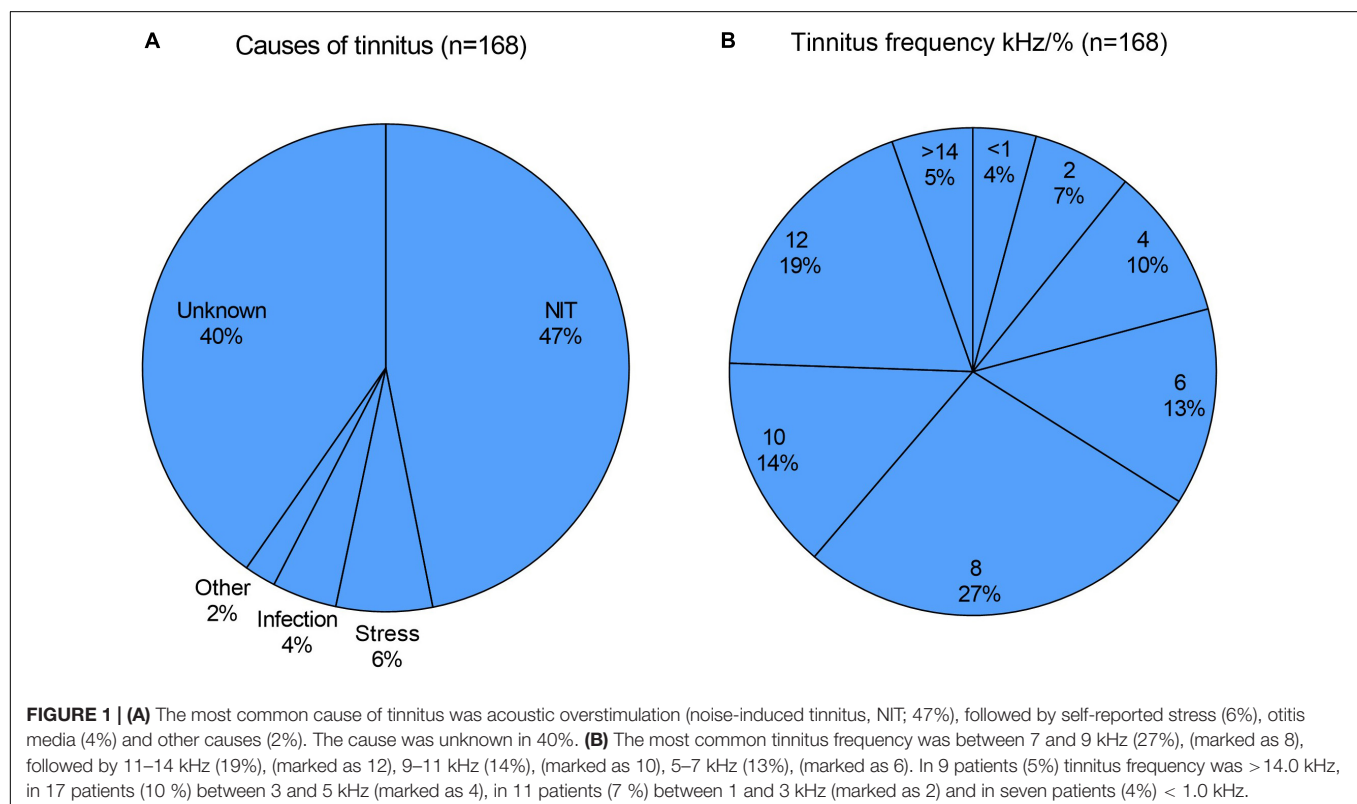 A Causes of tinnitus (n=168)
Unknown
40%
NIT
47%
Other
2%
Infection
4%
Stress
6%
B Tinnitus frequency kHz/% (n=168)
>14
5%
<1
4%
2
7%
4
10%
6
13%
8
27%
10
14%
12
19%
FIGURE 1 | (A) The most common cause of tinnitus was acoustic overstimulation (noise-induced tinnitus, NIT; 47%), followed by self-reported stress (6%), otitis
media (4%) and other causes (2%). The cause was unknown in 40%. (B) The most common tinnitus frequency was between 7 and 9 kHz (27%), (marked as 8),
followed by 11–14 kHz (19%), (marked as 12), 9–11 kHz (14%), (marked as 10), 5–7 kHz (13%), (marked as 6). In 9 patients (5%) tinnitus frequency was >14.0 kHz,
in 17 patients (10 %) between 3 and 5 kHz (marked as 4), in 11 patients (7 %) between 1 and 3 kHz (marked as 2) and in seven patients (4%) < 1.0 kHz.